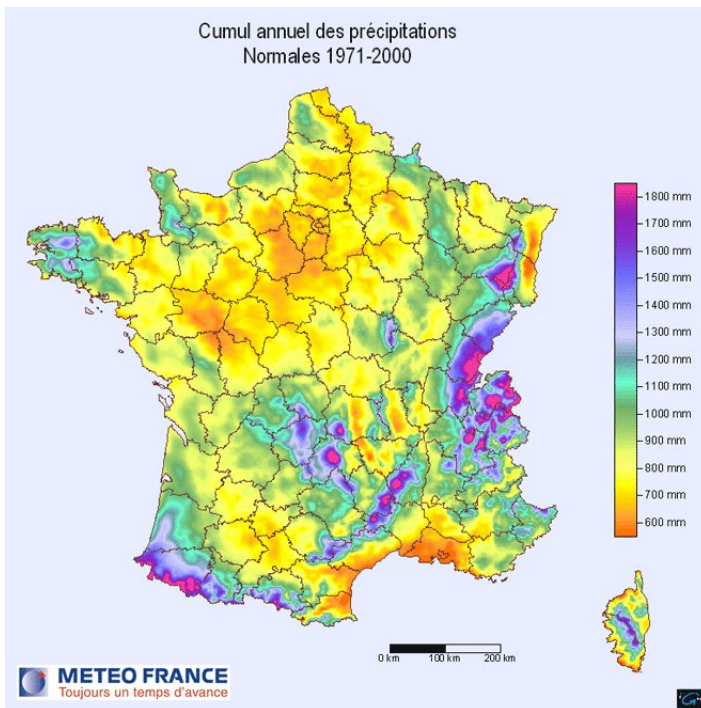 Cumul annuel des précipitations
Normales 1971-2000
1800 mm
1700 mm
1600 mm
1500 mm
1400 mm
1300 mm
1200 mm
1100 mm
1000 mm
900 mm
800 mm
700 mm
600 mm
0 km 100 km 200 km
METEO FRANCE
Toujours un temps d'avance